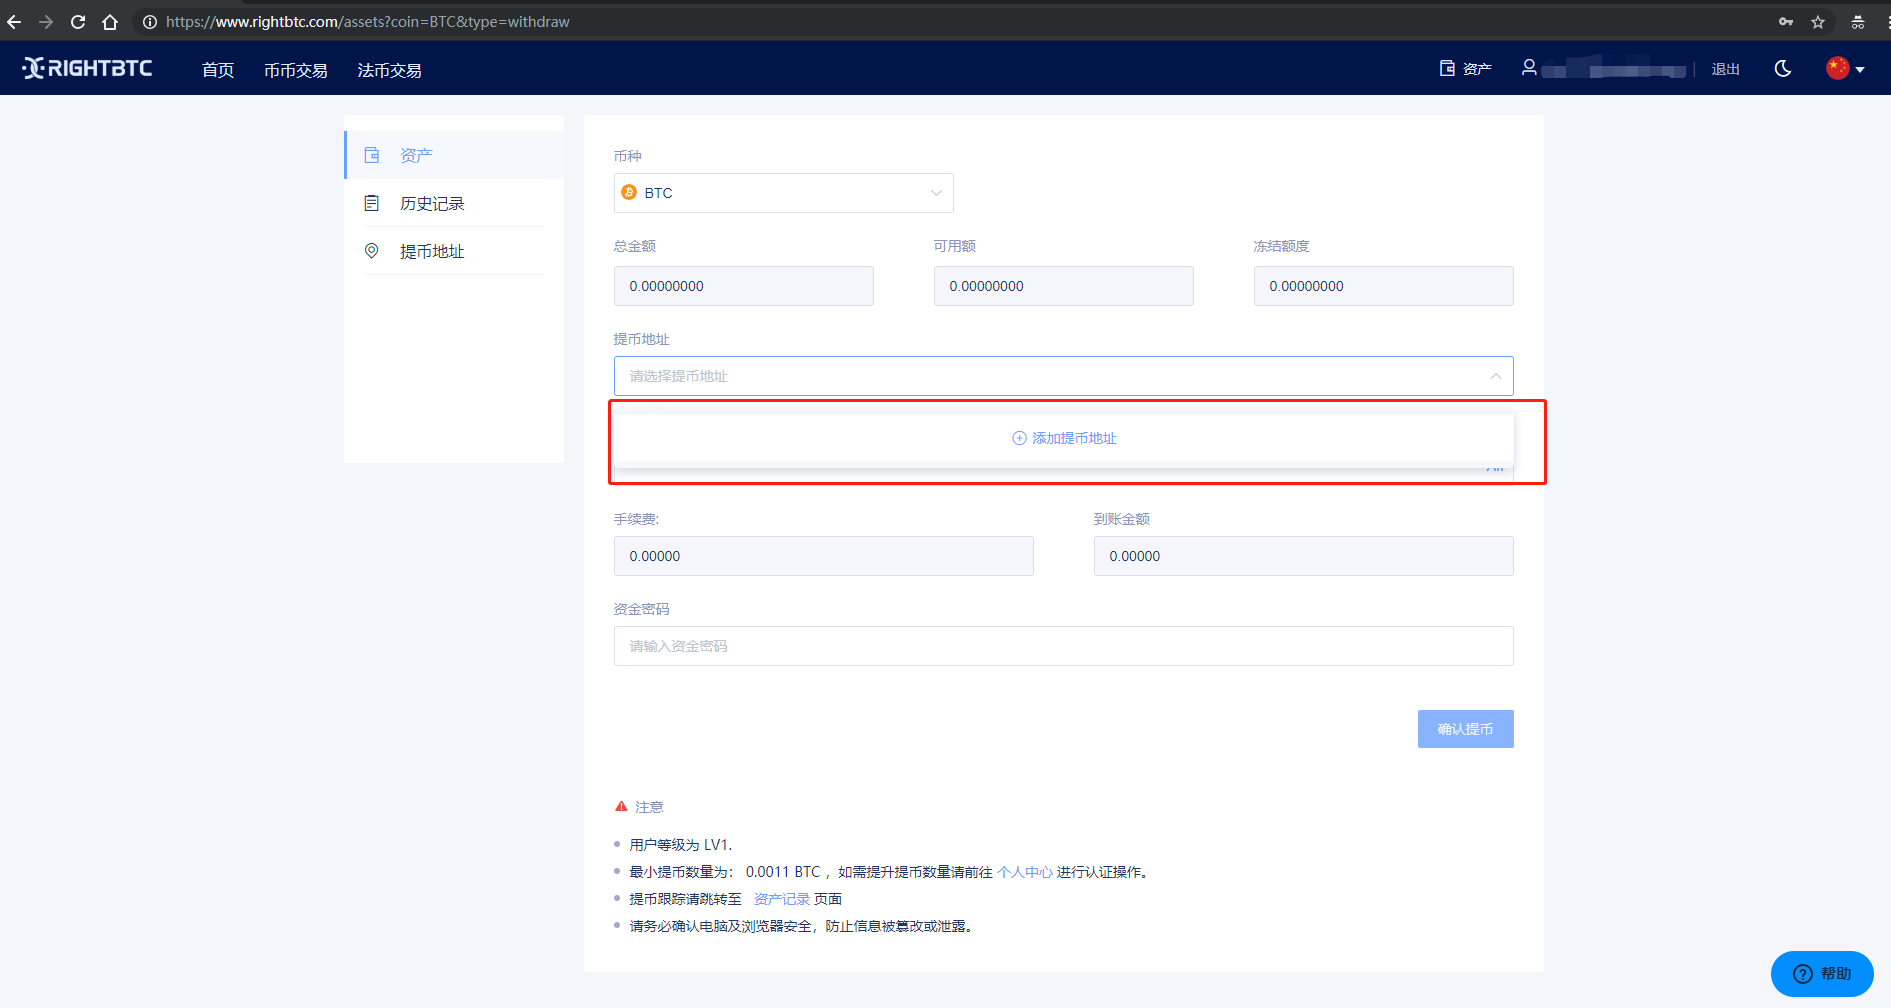 https://www.rightbtc.com/assets?coin=BTC&type=withdraw
RIGHTBTC 首页 币币交易 法币交易 资产 退出
资产
历史记录
提币地址
币种
BTC
总金额 可用额 冻结额度
0.00000000 0.00000000 0.00000000
提币地址
请选择提币地址
添加提币地址
手续费: 到账金额
0.00000 0.00000
资金密码
请输入资金密码
确认提币
注意
用户等级为 LV1.
最小提币数量为： 0.0011 BTC ，如需提升提币数量请前往 个人中心 进行认证操作。
提币跟踪请跳转至 资产记录 页面
请务必确认电脑及浏览器安全，防止信息被篡改或泄露。
帮助